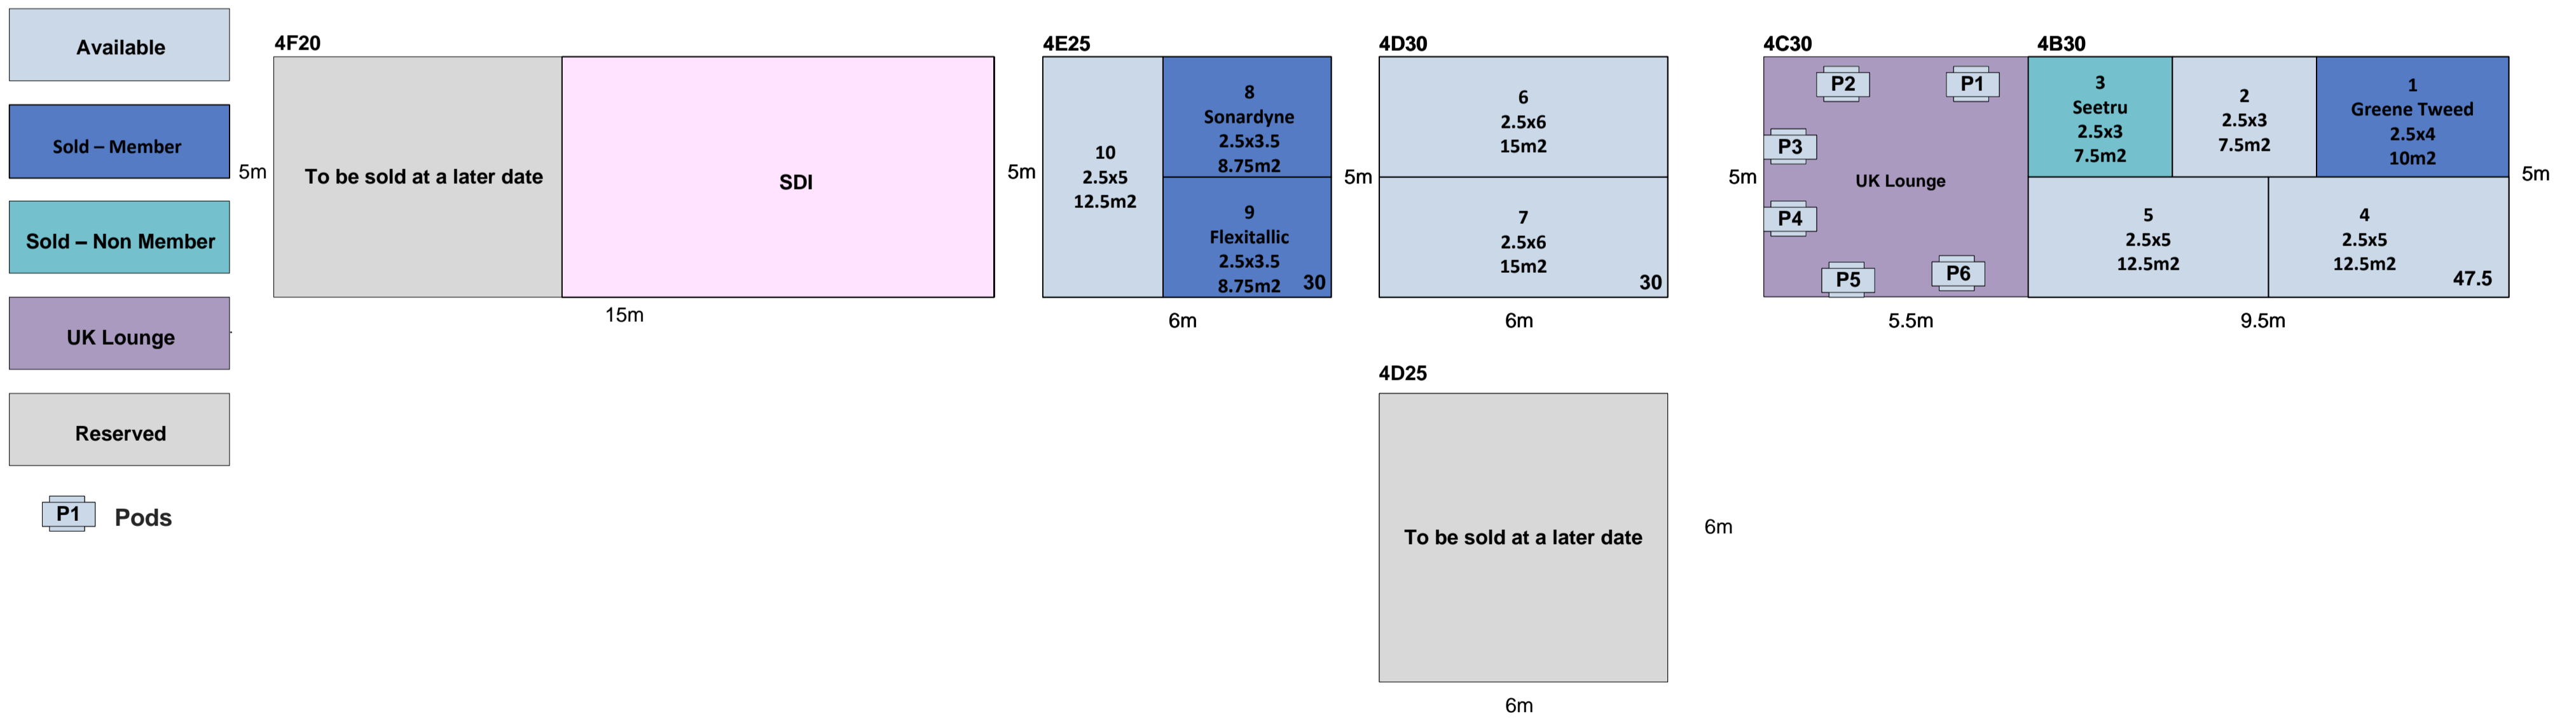 Available
Sold – Member
Sold – Non Member
UK Lounge
Reserved
P1 Pods
4F20
5m
To be sold at a later date
SDI
15m
4E25
5m
10
2.5x5
12.5m2
8
Sonardyne
2.5x3.5
8.75m2
9
Flexitallic
2.5x3.5
8.75m2
30
6m
4D30
5m
6
2.5x6
15m2
7
2.5x6
15m2
30
6m
4D25
To be sold at a later date
6m
6m
4C30
5m
P2
P1
P3
UK Lounge
P4
P5
P6
5.5m
4B30
3
Seetru
2.5x3
7.5m2
2
2.5x3
7.5m2
1
Greene Tweed
2.5x4
10m2
5m
5
2.5x5
12.5m2
4
2.5x5
12.5m2
47.5
9.5m